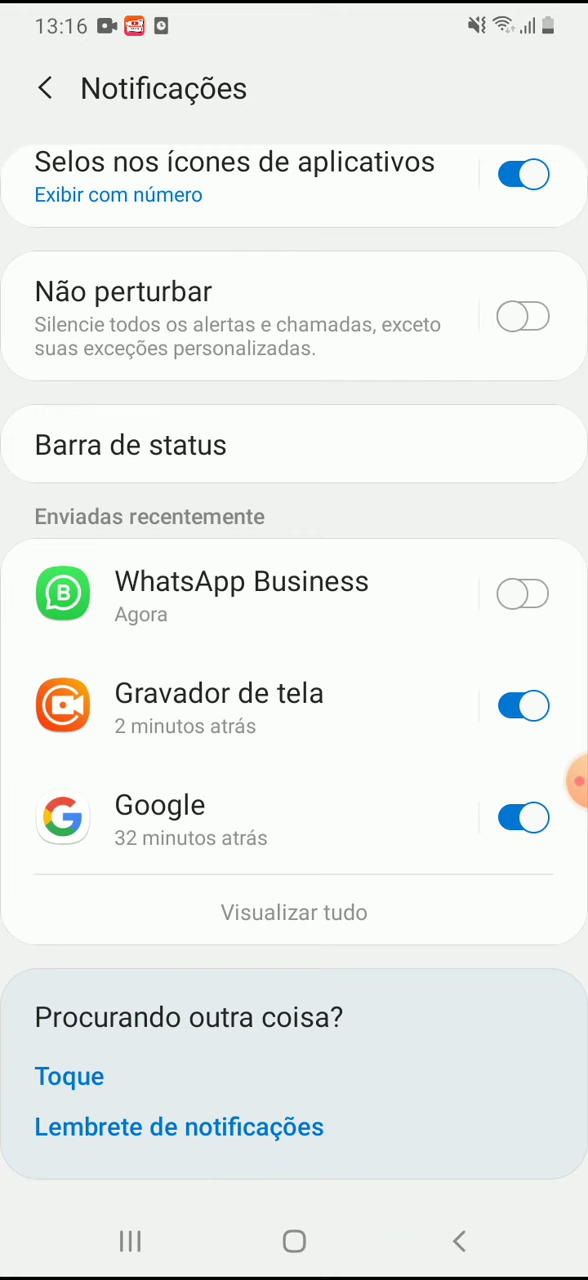 13:16
Notificações
Selos nos ícones de aplicativos
Exibir com número
Não perturbar
Silencie todos os alertas e chamadas, exceto
suas exceções personalizadas.
Barra de status
Enviadas recentemente
WhatsApp Business
Agora
Gravador de tela
2 minutos atrás
Google
32 minutos atrás
Visualizar tudo
Procurando outra coisa?
Toque
Lembrete de notificações